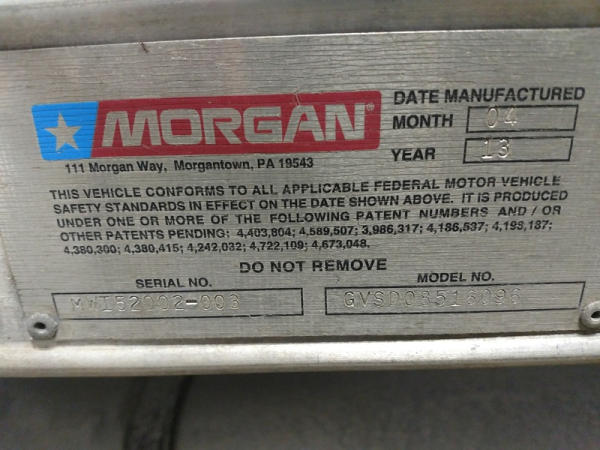 MORGAN®
111 Morgan Way, Morgantown, PA 19543
DATE MANUFACTURED
MONTH 04
YEAR 13
THIS VEHICLE CONFORMS TO ALL APPLICABLE FEDERAL MOTOR VEHICLE
SAFETY STANDARDS IN EFFECT ON THE DATE SHOWN ABOVE. IT IS PRODUCED
UNDER ONE OR MORE OF THE FOLLOWING PATENT NUMBERS AND / OR
OTHER PATENTS PENDING: 4,403,804; 4,589,507; 3,986,317; 4,186,537; 4,193,187;
4,380,300; 4,380,415; 4,242,032; 4,722,109; 4,673,048.
DO NOT REMOVE
SERIAL NO.
MODEL NO.